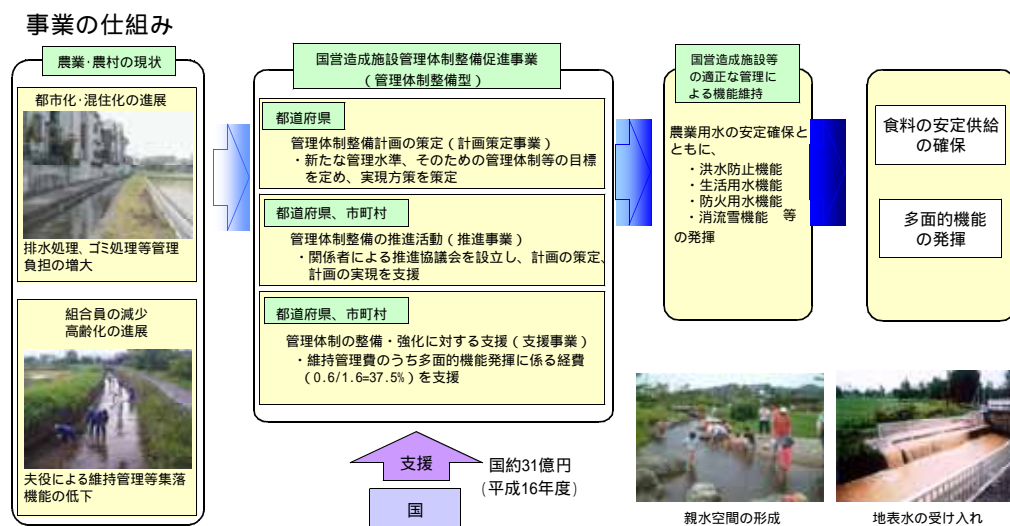 事業の仕組み
農業・農村の現状
都市化・混住化の進展
排水処理、ゴミ処理等管理
負担の増大
組合員の減少
高齢化の進展
夫役による維持管理等集落
機能の低下
国営造成施設管理体制整備促進事業
(管理体制整備型)
都道府県
管理体制整備計画の策定(計画策定事業)
・新たな管理水準、そのための管理体制等の目標
を定め、実現方策を策定
都道府県、市町村
管理体制整備の推進活動(推進事業)
・関係者による推進協議会を設立し、計画の策定、
計画の実現を支援
都道府県、市町村
管理体制の整備・強化に対する支援(支援事業)
・維持管理費のうち多面的機能発揮に係る経費
(0.6/1.6=37.5%)を支援
支援
国
国約31億円
(平成16年度)
国営造成施設等
の適正な管理に
よる機能維持
農業用水の安定確保と
ともに、
・洪水防止機能
・生活用水機能
・防火用水機能
・消流雪機能 等
の発揮
食料の安定供給
の確保
多面的機能
の発揮
親水空間の形成
地表水の受け入れ